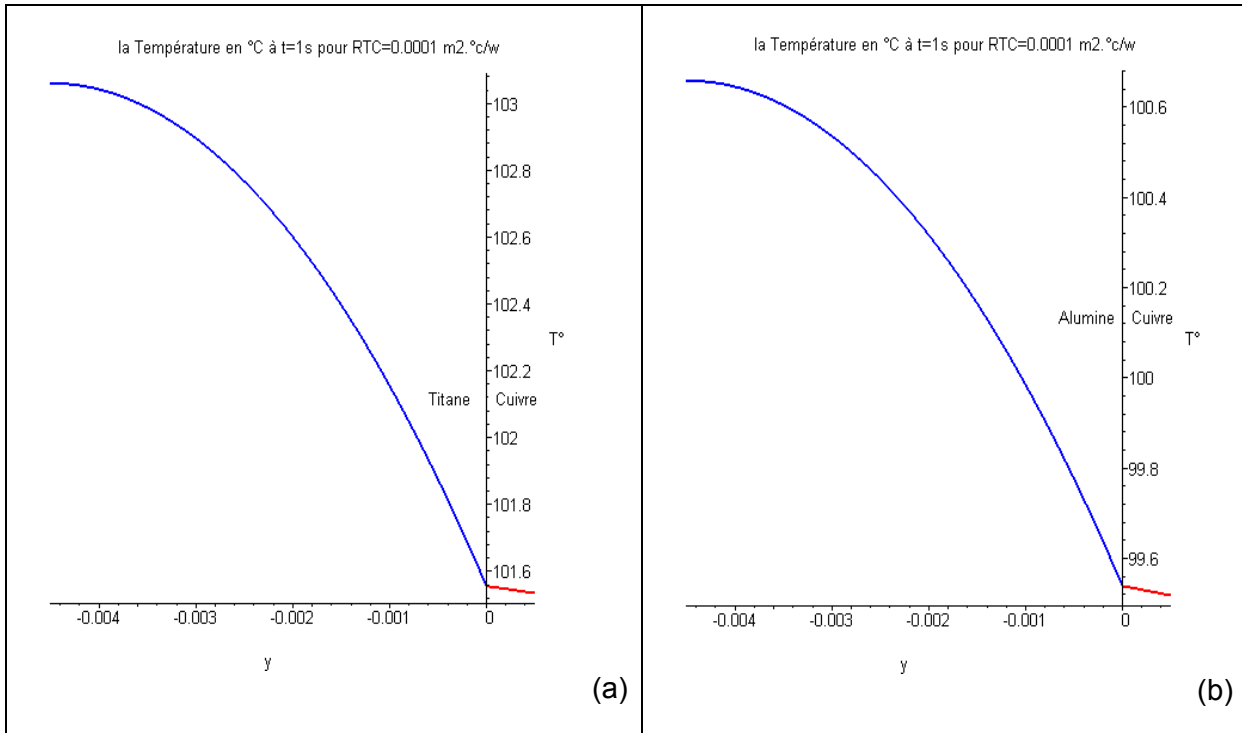 la Température en °C à t=1s pour RTC=0.0001 m2.°c/w
103
102.8
102.6
102.4
T°
102.2
Titane Cuivre
102
101.8
101.6
-0.004 -0.003 -0.002 -0.001 0
y
(a)
la Température en °C à t=1s pour RTC=0.0001 m2.°c/w
100.6
100.4
100.2
Alumine Cuivre
T°
100
99.8
99.6
-0.004 -0.003 -0.002 -0.001 0
y
(b)